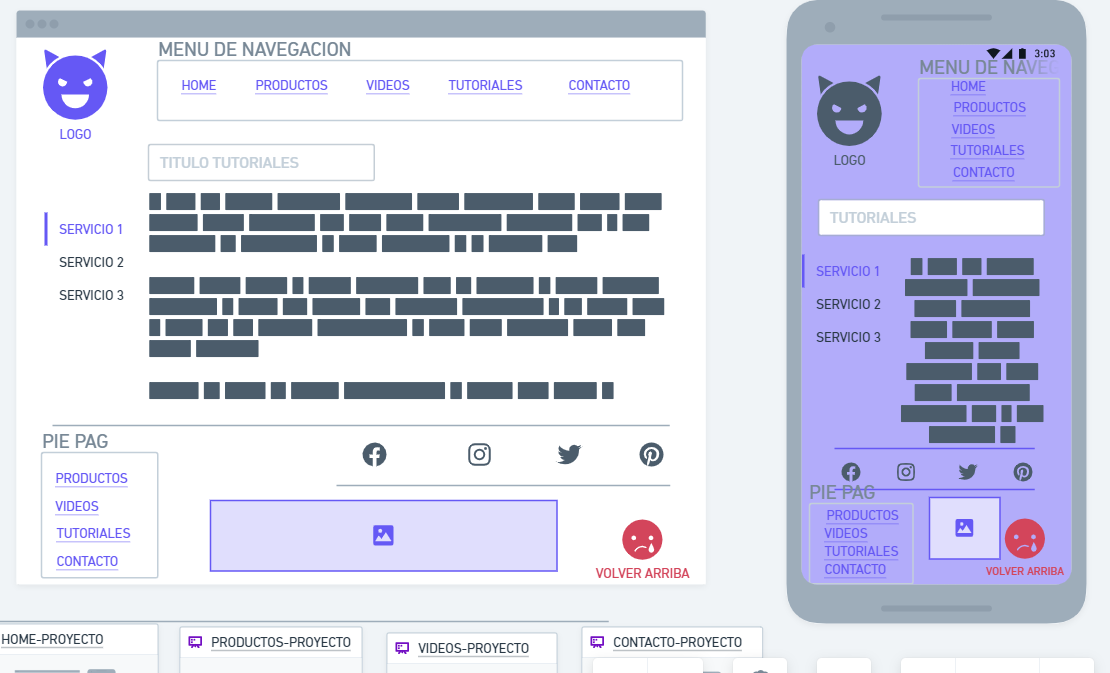 MENU DE NAVEGACION
HOME PRODUCTOS VIDEOS TUTORIALES CONTACTO
LOGO
TITULO TUTORIALES
SERVICIO 1
SERVICIO 2
SERVICIO 3
PIE PAG
PRODUCTOS
VIDEOS
TUTORIALES
CONTACTO
VOLVER ARRIBA
3:03
MENU DE NAVEC
HOME
PRODUCTOS
VIDEOS
TUTORIALES
CONTACTO
LOGO
TUTORIALES
SERVICIO 1
SERVICIO 2
SERVICIO 3
PIE PAG
PRODUCTOS
VIDEOS
TUTORIALES
CONTACTO
VOLVER ARRIBA
HOME-PROYECTO
PRODUCTOS-PROYECTO
VIDEOS-PROYECTO
CONTACTO-PROYECTO